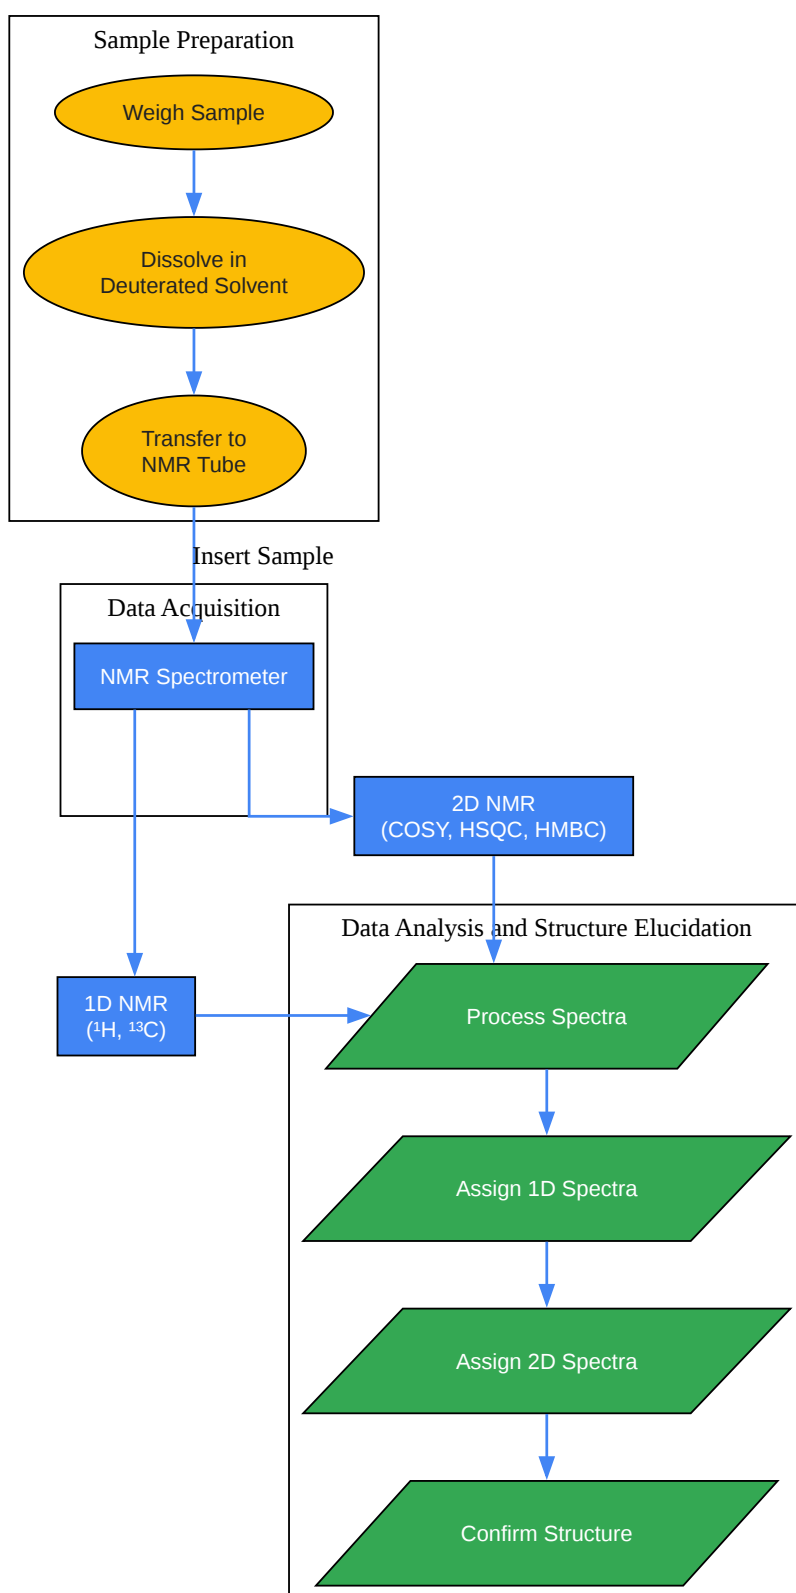 Sample Preparation
Weigh Sample
Dissolve in
Deuterated Solvent
Transfer to
NMR Tube
Insert Sample
Data Acquisition
NMR Spectrometer
2D NMR
(COSY, HSQC, HMBC)
Data Analysis and Structure Elucidation
1D NMR
(¹H, ¹³C)
Process Spectra
Assign 1D Spectra
Assign 2D Spectra
Confirm Structure